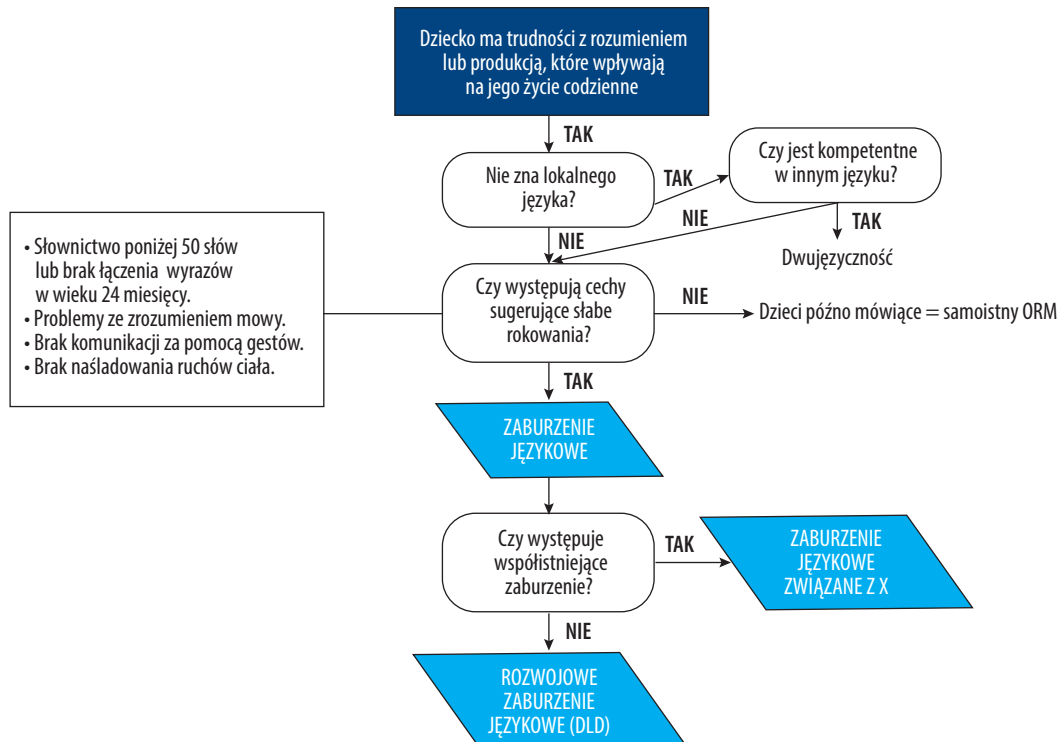 Dziecko ma trudności z rozumieniem
lub produkcją, które wpływają
na jego życie codzienne
TAK
Nie zna lokalnego
języka?
TAK
Czy jest kompetentne
w innym języku?
NIE
TAK
Dwujęzyczność
NIE
• Słownictwo poniżej 50 słów
lub brak łączenia wyrazów
w wieku 24 miesięcy.
• Problemy ze zrozumieniem mowy.
• Brak komunikacji za pomocą gestów.
• Brak naśladowania ruchów ciała.
Czy występują cechy
sugerujące słabe
rokowania?
NIE
Dzieci późno mówiące = samoistny ORM
TAK
ZABURZENIE
JĘZYKOWE
Czy występuje
współistniejące
zaburzenie?
TAK
ZABURZENIE
JĘZYKOWE
ZWIĄZANE Z X
NIE
ROZWOJOWE
ZABURZENIE
JĘZYKOWE (DLD)